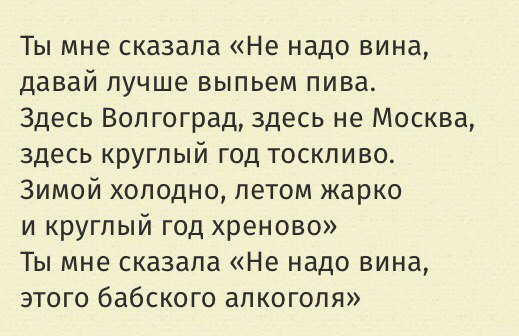 Ты мне сказала «Не надо вина,
давай лучше выпьем пива.
Здесь Волгоград, здесь не Москва,
здесь круглый год тоскливо.
Зимой холодно, летом жарко
и круглый год хреново»
Ты мне сказала «Не надо вина,
этого бабского алкоголя»